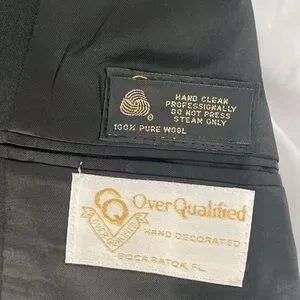 HAND CLEAN
PROFESSIONALLY
DO NOT PRESS
STEAM ONLY
100% PURE WOOL
Over Qualified
OVER QUALIFIED
HAND DECORATED
BOCA RATON, FL